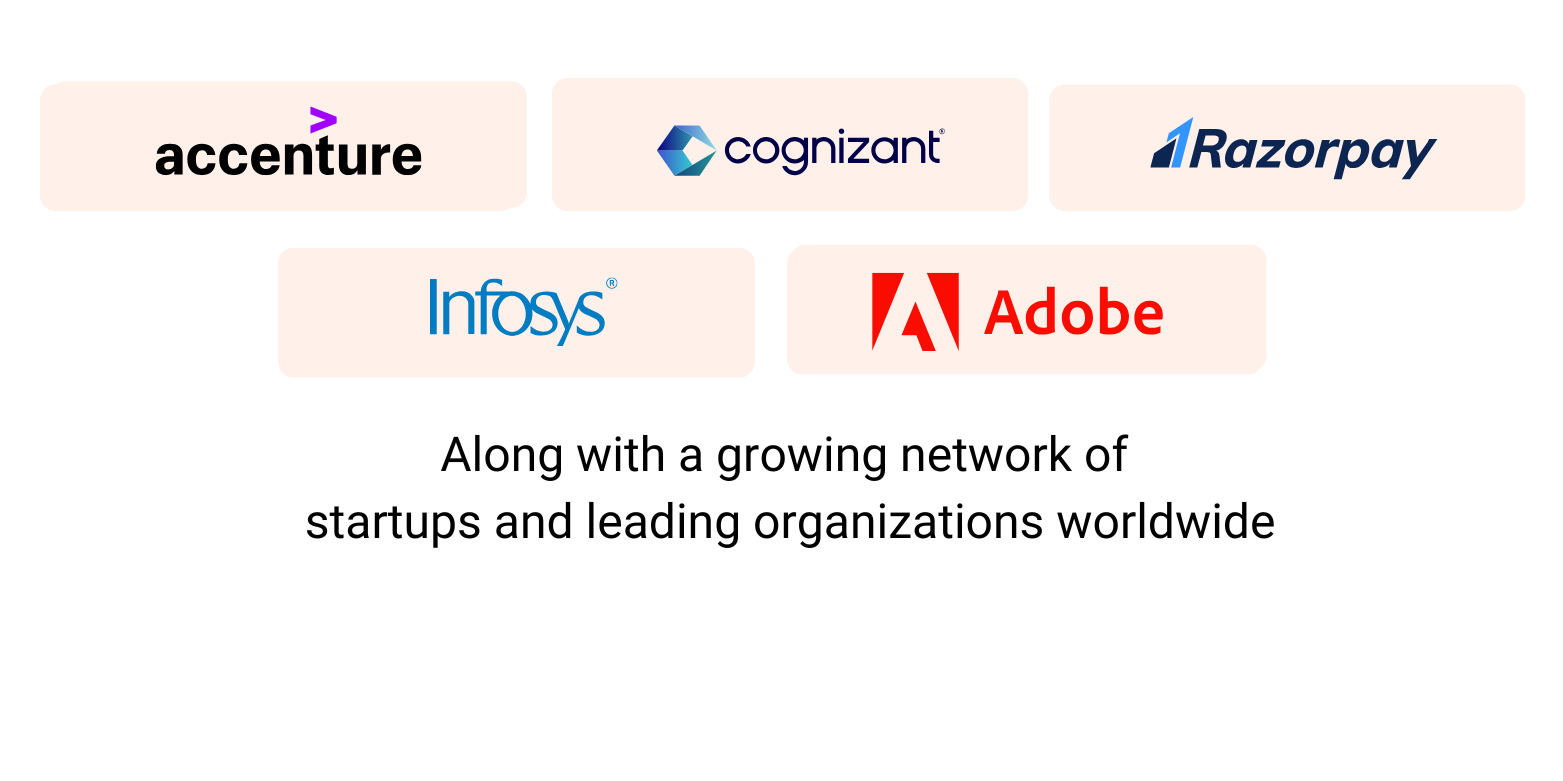 accenture
cognizant®
Razorpay
Infosys®
Adobe
Along with a growing network of
startups and leading organizations worldwide